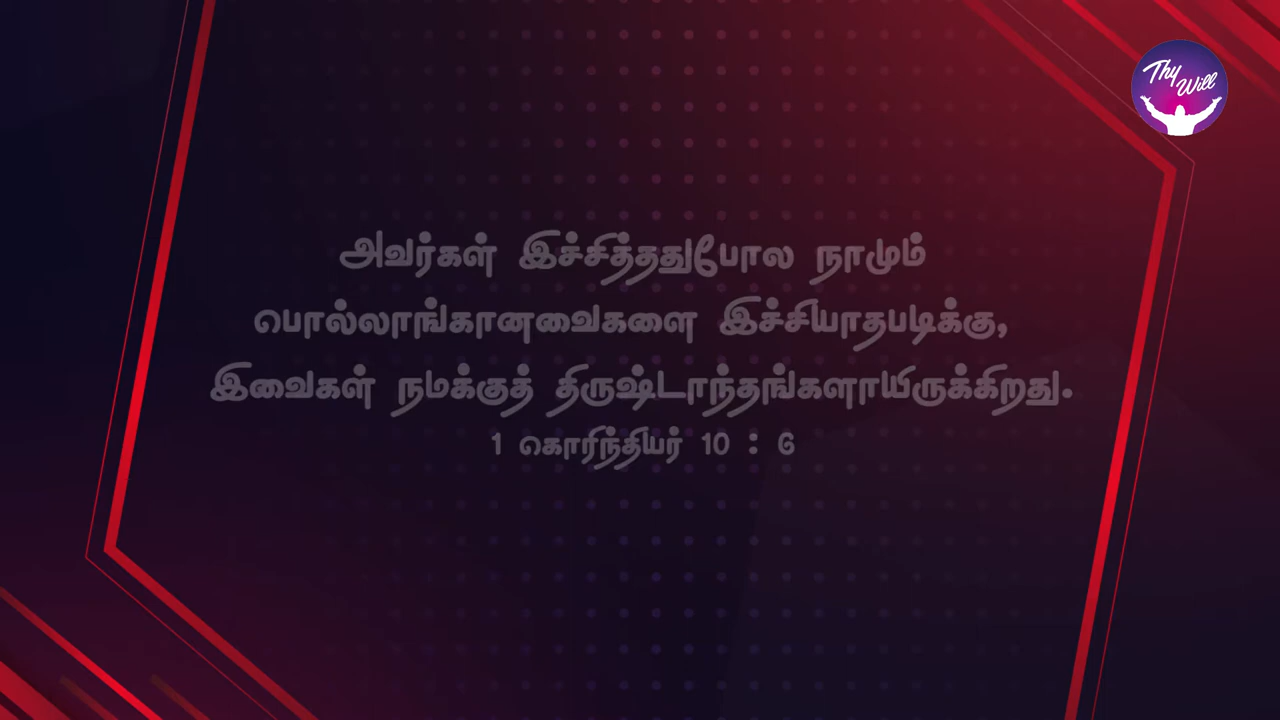 Thy Will
அவர்கள் இச்சித்ததுபோல நாமும்
பொல்லாங்கானவைகளை இச்சியாதபடிக்கு,
இவைகள் நமக்குத் திருஷ்டாந்தங்களாயிருக்கிறது.
1 கொரிந்தியர் 10 : 6